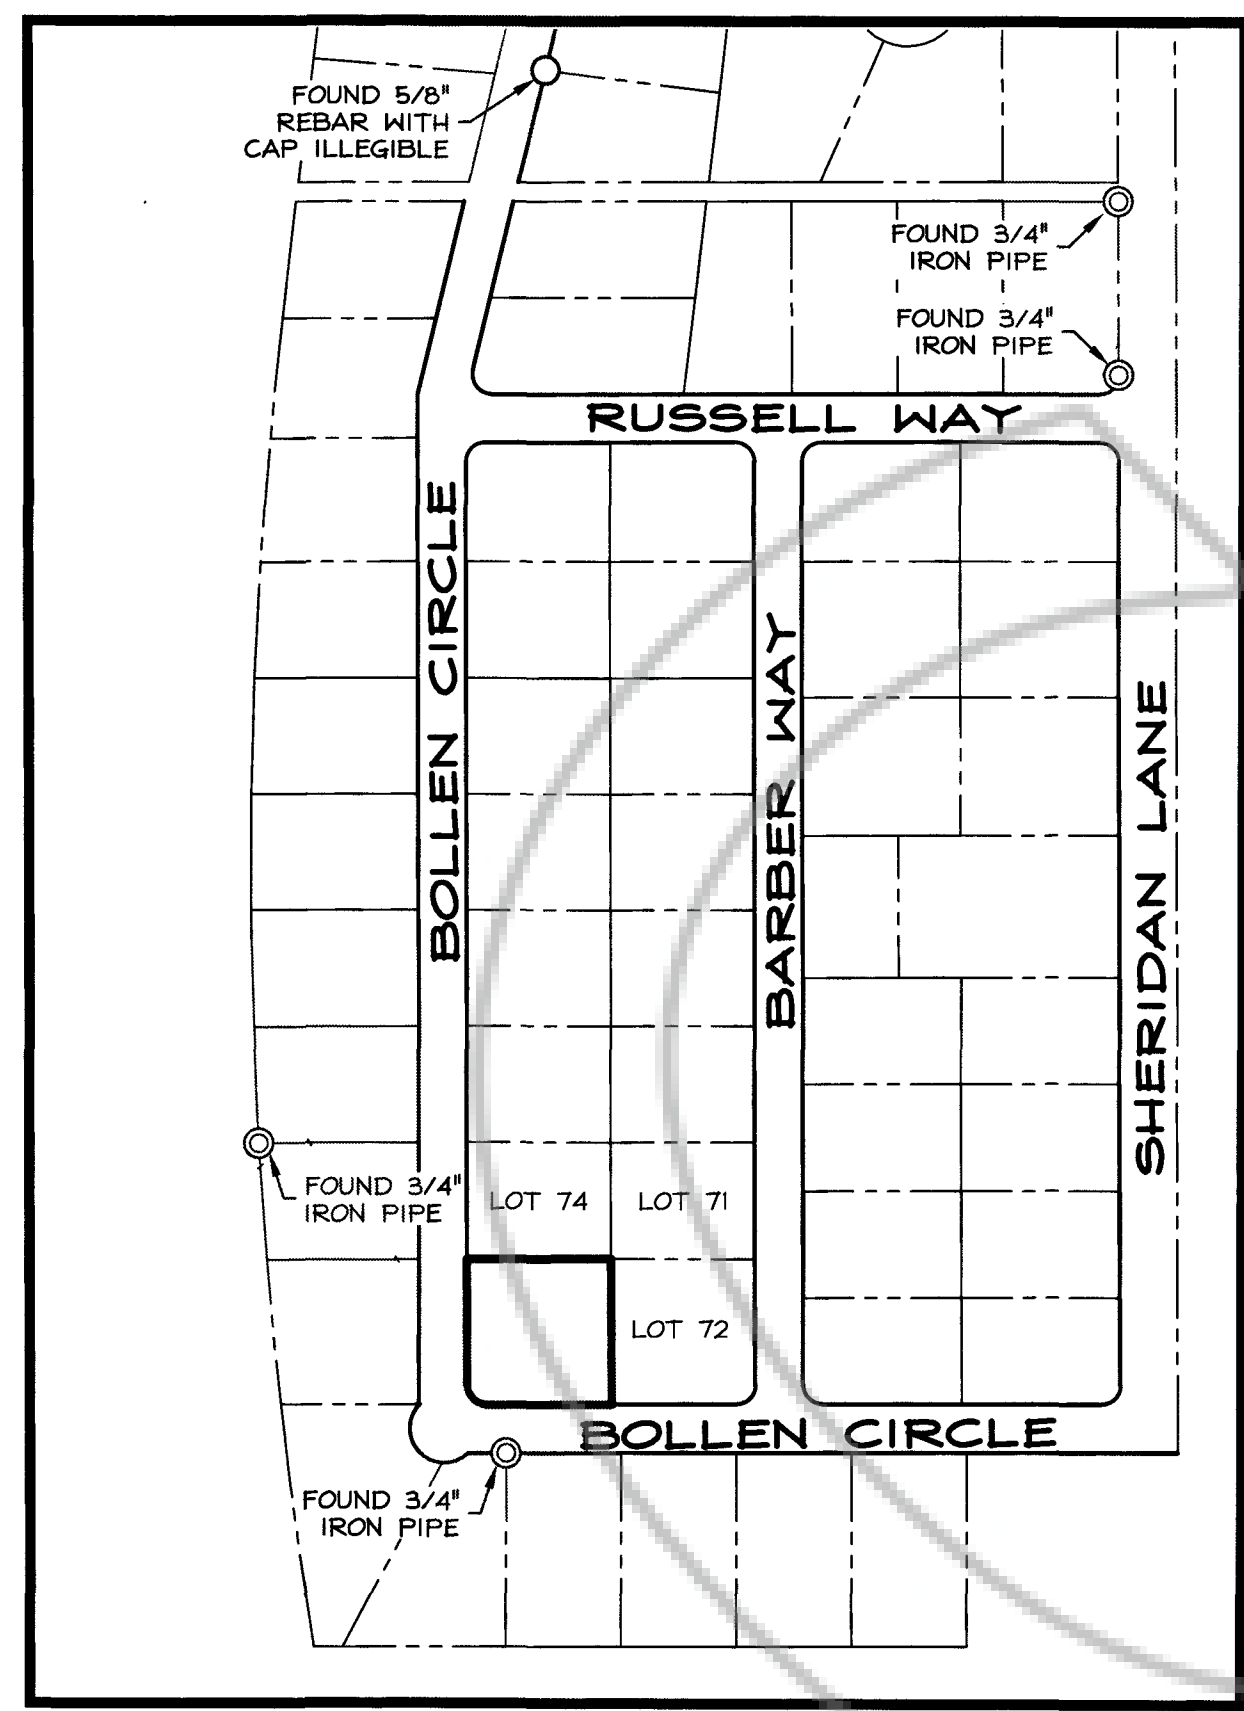 FOUND 5/8"
REBAR WITH
CAP ILLEGIBLE
FOUND 3/4"
IRON PIPE
FOUND 3/4"
IRON PIPE
RUSSELL WAY
BOLLEN CIRCLE
BARBER WAY
SHERIDAN LANE
FOUND 3/4"
IRON PIPE
LOT 74
LOT 71
LOT 72
BOLLEN CIRCLE
FOUND 3/4"
IRON PIPE